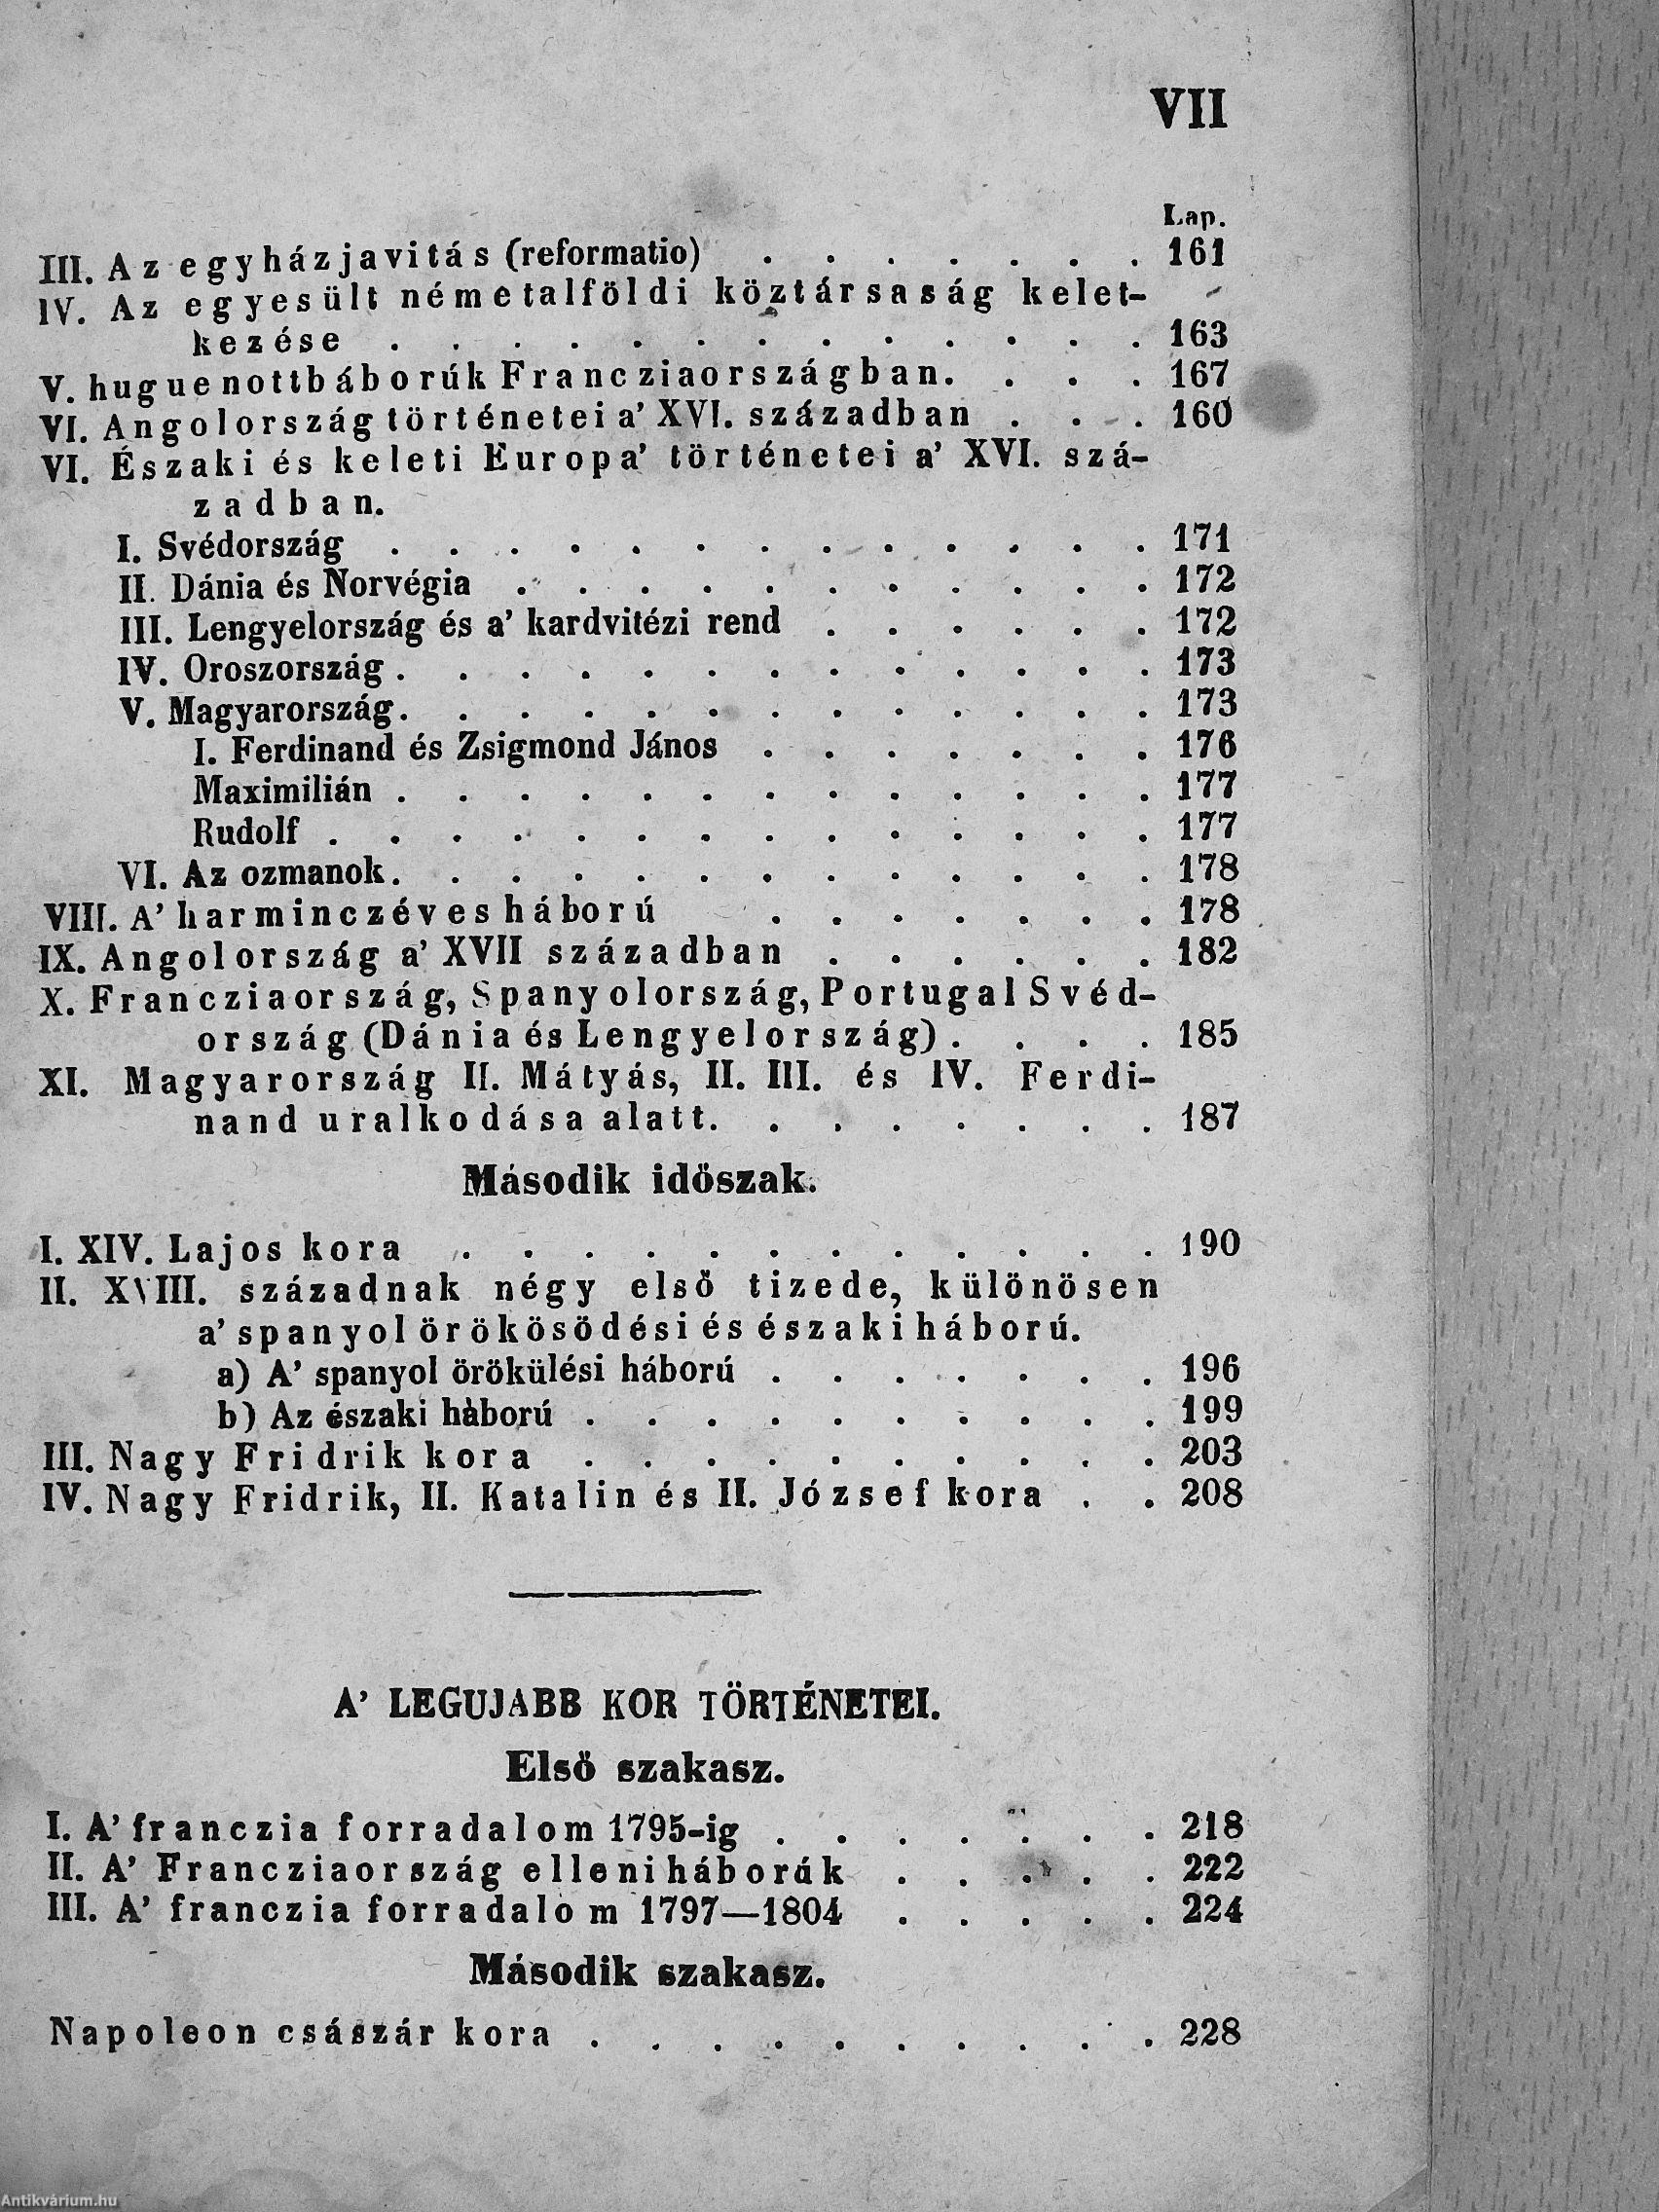 VII
Lap.
III. Az egyházjavitás (reformatio) . . . . . . . 161
IV. Az egyesült németalföldi köztársaság kelet-
kezése . . . . . . . . . . . . . 163
V. huguenottbáborúk Francziaországban. . . . 167
VI. Angolország történetei a' XVI. században . . . 160
VI. Északi és keleti Europa' történetei a' XVI. szá-
zadban.
I. Svédország . . . . . . . . . . . . . 171
II. Dánia és Norvégia . . . . . . . . . . . 172
III. Lengyelország és a' kardvitézi rend . . . . . . 172
IV. Oroszország . . . . . . . . . . . . . 173
V. Magyarország. . . . . . . . . . . . . 173
I. Ferdinand és Zsigmond János . . . . . . . 176
Maximilián . . . . . . . . . . . . . 177
Rudolf . . . . . . . . . . . . . . 177
VI. Az ozmanok. . . . . . . . . . . . . 178
VIII. A' harminczéves háború . . . . . . . 178
IX. Angolország a' XVII században . . . . . . 182
X. Francziaország, Spanyolország, Portugal Svéd-
ország (Dánia és Lengyelország) . . . . 185
XI. Magyarország II. Mátyás, II. III. és IV. Ferdi-
nand uralkodása alatt. . . . . . . . 187
Második időszak.
I. XIV. Lajos kora . . . . . . . . . . . . 190
II. XVIII. századnak négy első tizede, különösen
a' spanyol örökösödési és északi háború.
a) A' spanyol örökülési háború . . . . . . . 196
b) Az északi hàború . . . . . . . . . . 199
III. Nagy Fridrik kora . . . . . . . . . . 203
IV. Nagy Fridrik, II. Katalin és II. József kora . . 208
A' LEGUJABB KOR TÖRTÉNETEI.
Első szakasz.
I. A' franczia forradalom 1795-ig . . . . . . . 218
II. A' Francziaország elleni háborúk . . . . . 222
III. A' franczia forradalom 1797—1804 . . . . . 224
Második szakasz.
Napoleon császár kora . . . . . . . . . . 228
Antikvárium.hu